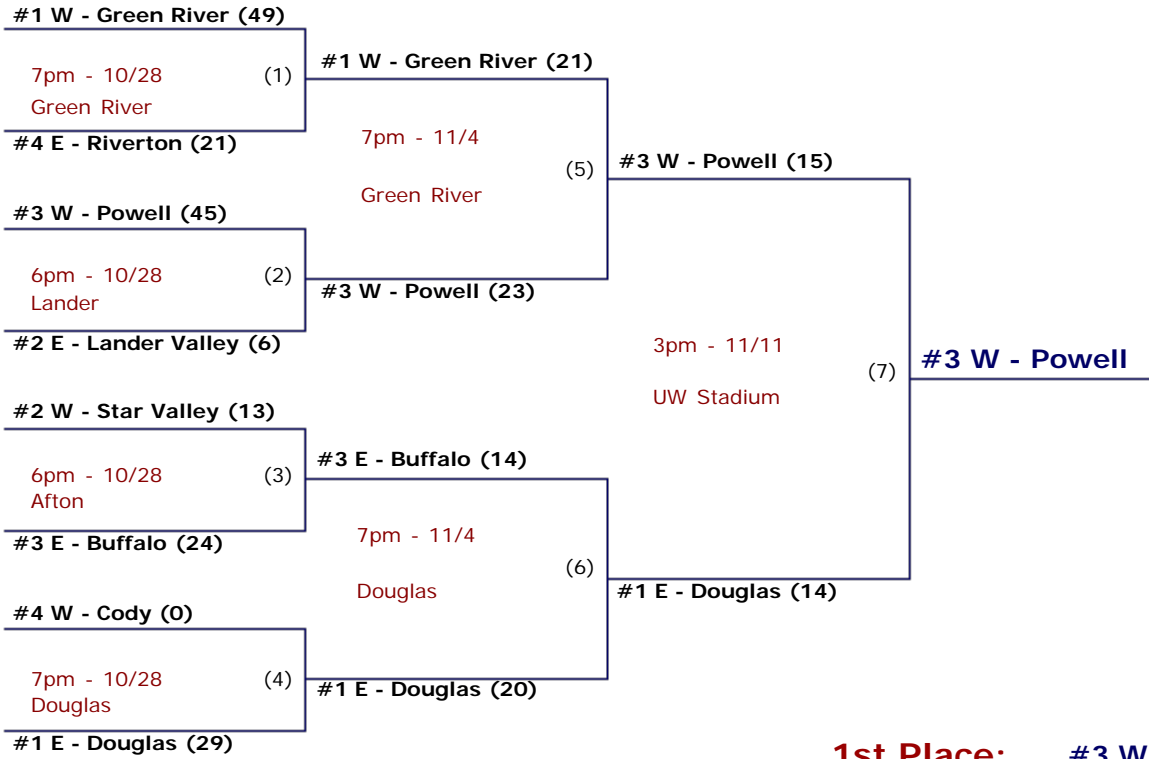 #1 W - Green River (49)
7pm - 10/28 (1)
Green River
#4 E - Riverton (21)
#3 W - Powell (45)
6pm - 10/28 (2)
Lander
#2 E - Lander Valley (6)
#2 W - Star Valley (13)
6pm - 10/28 (3)
Afton
#3 E - Buffalo (24)
#4 W - Cody (0)
7pm - 10/28 (4)
Douglas
#1 E - Douglas (29)
#1 W - Green River (21)
7pm - 11/4
(5)
Green River
#3 W - Powell (23)
#3 E - Buffalo (14)
7pm - 11/4
(6)
Douglas
#1 E - Douglas (20)
#3 W - Powell (15)
3pm - 11/11
(7)
UW Stadium
#1 E - Douglas (14)
#3 W - Powell
1st Place: #3 W